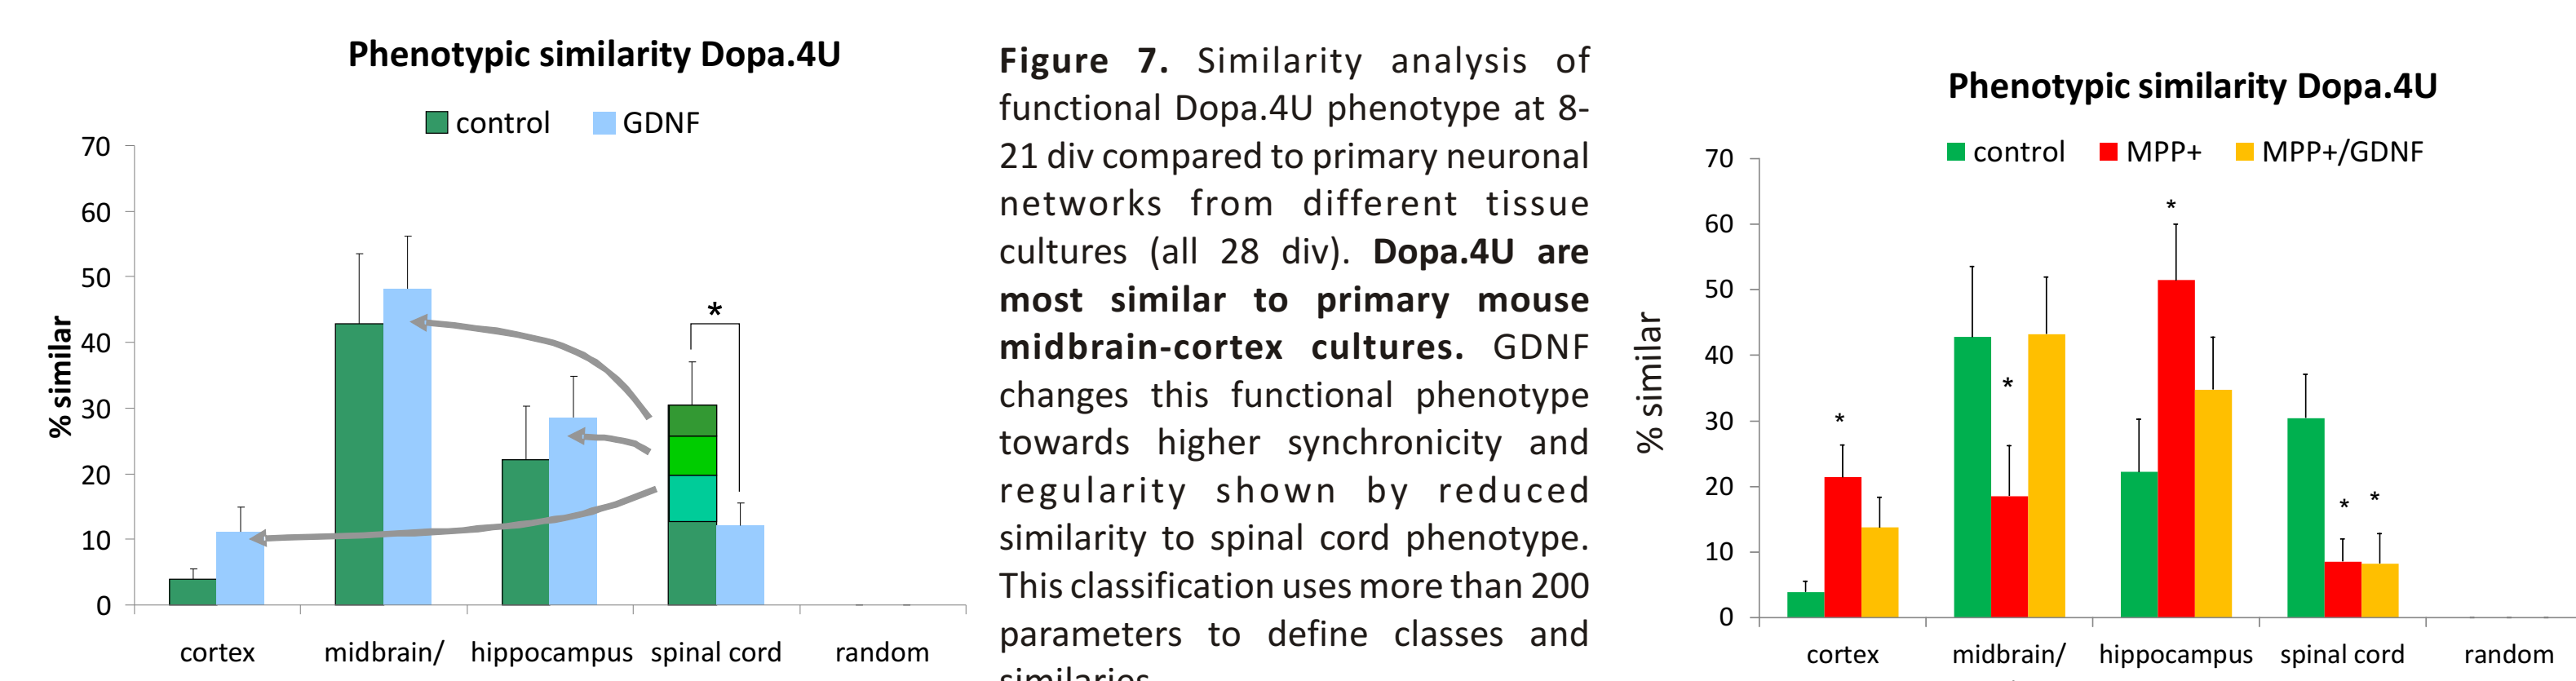 Phenotypic similarity Dopa.4U
control GDNF
70
60
50
40
30
20
10
0
% similar
*
cortex midbrain/ hippocampus spinal cord random
Figure 7. Similarity analysis of
functional Dopa.4U phenotype at 8-
21 div compared to primary neuronal
networks from different tissue
cultures (all 28 div). Dopa.4U are
most similar to primary mouse
midbrain-cortex cultures. GDNF
changes this functional phenotype
towards higher synchronicity and
regularity shown by reduced
similarity to spinal cord phenotype.
This classification uses more than 200
parameters to define classes and
similaries
Phenotypic similarity Dopa.4U
control MPP+ MPP+/GDNF
70
60
50
40
30
20
10
0
% similar
*
*
*
*
*
cortex midbrain/ hippocampus spinal cord random